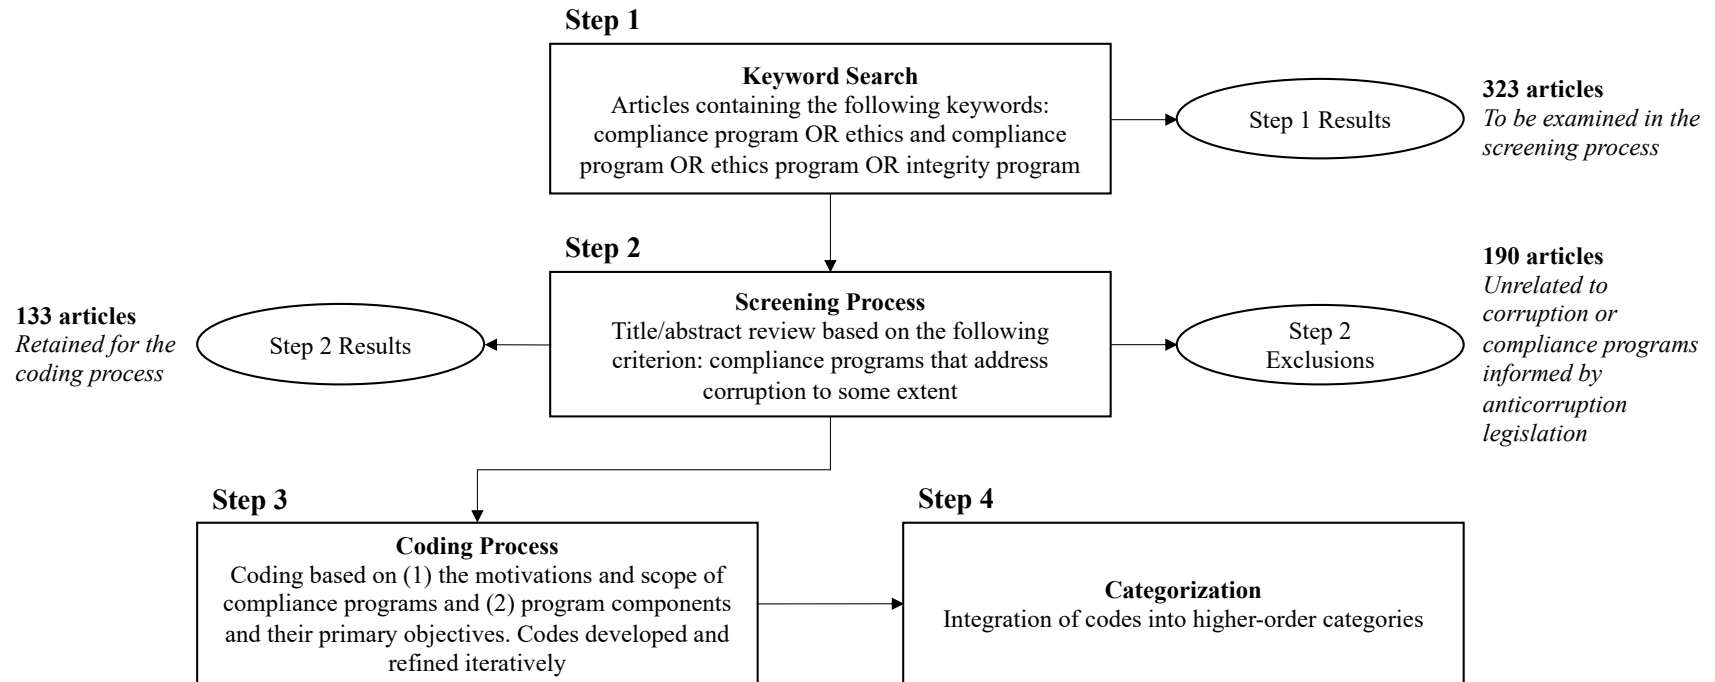 Step 1
Keyword Search
Articles containing the following keywords:
compliance program OR ethics and compliance
program OR ethics program OR integrity program
Step 1 Results
323 articles
To be examined in the
screening process
Step 2
Screening Process
Title/abstract review based on the following
criterion: compliance programs that address
corruption to some extent
133 articles
Retained for the
coding process
Step 2 Results
Step 2
Exclusions
190 articles
Unrelated to
corruption or
compliance programs
informed by
anticorruption
legislation
Step 3
Coding Process
Coding based on (1) the motivations and scope of
compliance programs and (2) program components
and their primary objectives. Codes developed and
refined iteratively
Step 4
Categorization
Integration of codes into higher-order categories